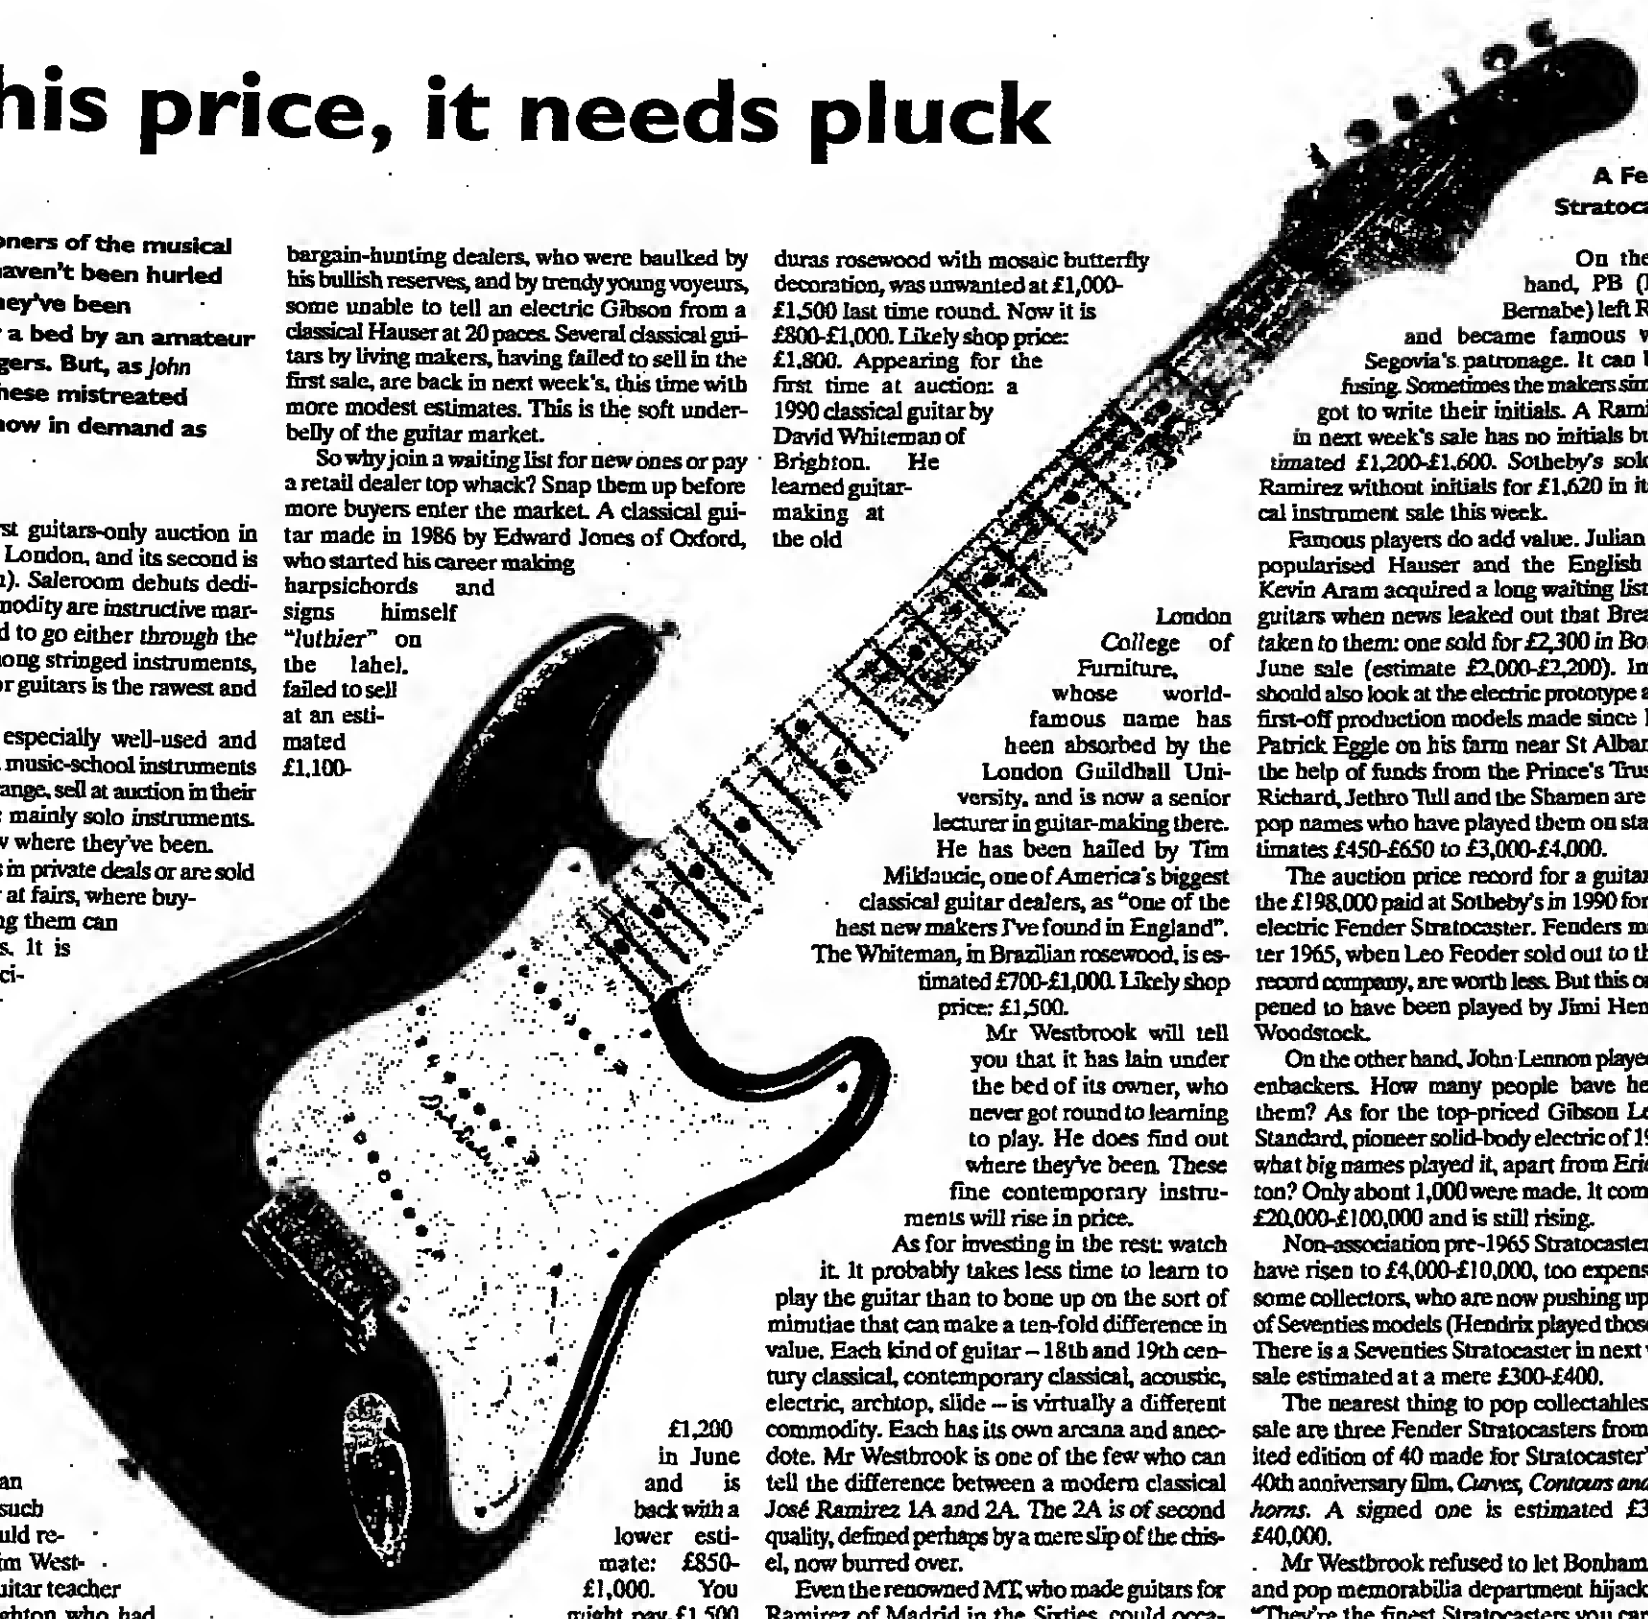 his price, it needs pluck
oners of the musical
haven't been hurled
hey've been
a bed by an amateur
gers. But, as John
hese mistreated
now in demand as
rst guitars-only auction in
London, and its second is
n). Saleroom debuts dedi-
modity are instructive mar-
d to go either through the
nong stringed instruments,
or guitars is the rawest and
especially well-used and
music-school instruments
ange, sell at auction in their
mainly solo instruments.
w where they've been.
s in private deals or are sold
at fairs, where buy-
ng them can
s. It is
ci-
an
such
uld re-
im West-
uitar teacher
ghton who had
bargain-hunting dealers, who were baulked by
his bullish reserves, and by trendy young voyeurs,
some unable to tell an electric Gibson from a
classical Hauser at 20 paces. Several classical gui-
tars by living makers, having failed to sell in the
first sale, are back in next week's, this time with
more modest estimates. This is the soft under-
belly of the guitar market.
So why join a waiting list for new ones or pay
a retail dealer top whack? Snap them up before
more buyers enter the market. A classical gui-
tar made in 1986 by Edward Jones of Oxford,
who started his career making
harpsichords and
signs himself
"luthier" on
the label,
failed to sell
at an esti-
mated
£1,100-
£1,200
in June
and is
back with a
lower esti-
mate: £850-
£1,000. You
might pay £1,500
duras rosewood with mosaic butterfly
decoration, was unwanted at £1,000-
£1,500 last time round. Now it is
£800-£1,000. Likely shop price:
£1,800. Appearing for the
first time at auction: a
1990 classical guitar by
David Whiteman of
Brighton. He
learned guitar-
making at
the old
London
College of
Furniture,
whose world-
famous name has
been absorbed by the
London Guildhall Uni-
versity, and is now a senior
lecturer in guitar-making there.
He has been hailed by Tim
Miklaucic, one of America's biggest
classical guitar dealers, as "one of the
best new makers I've found in England".
The Whiteman, in Brazilian rosewood, is es-
timated £700-£1,000. Likely shop
price: £1,500.
Mr Westbrook will tell
you that it has lain under
the bed of its owner, who
never got round to learning
to play. He does find out
where they've been. These
fine contemporary instru-
ments will rise in price.
As for investing in the rest: watch
it. It probably takes less time to learn to
play the guitar than to bone up on the sort of
minutiae that can make a ten-fold difference in
value. Each kind of guitar – 18th and 19th cen-
tury classical, contemporary classical, acoustic,
electric, archtop, slide – is virtually a different
commodity. Each has its own arcana and anec-
dote. Mr Westbrook is one of the few who can
tell the difference between a modern classical
José Ramirez 1A and 2A. The 2A is of second
quality, defined perhaps by a mere slip of the chis-
el, now burred over.
Even the renowned MT, who made guitars for
Ramirez of Madrid in the Sixties, could occa-
A Fe
Stratoca
On the
hand, PB (
Bernabe) left R
and became famous w
Segovia's patronage. It can b
fusing. Sometimes the makers sim
got to write their initials. A Rami
in next week's sale has no initials bu
timated £1,200-£1,600. Sotheby's sold
Ramirez without initials for £1,620 in its
cal instrument sale this week.
Famous players do add value. Julian
popularised Hauser and the English
Kevin Aram acquired a long waiting list
guitars when news leaked out that Brea
taken to them: one sold for £2,300 in Bo
June sale (estimate £2,000-£2,200). In
should also look at the electric prototype a
first-off production models made since 1
Patrick Eggle on his farm near St Alban
the help of funds from the Prince's Trus
Richard, Jethro Tull and the Shamen are
pop names who have played them on sta
timates £450-£650 to £3,000-£4,000.
The auction price record for a guitar
the £198,000 paid at Sotheby's in 1990 for
electric Fender Stratocaster. Fenders ma
ter 1965, when Leo Fender sold out to th
record company, are worth less. But this o
pened to have been played by Jimi Hen
Woodstock.
On the other hand, John Lennon played
enbackers. How many people have he
them? As for the top-priced Gibson Le
Standard, pioneer solid-body electric of 19
what big names played it, apart from Eric
ton? Only about 1,000 were made. It com
£20,000-£100,000 and is still rising.
Non-association pre-1965 Stratocaster
have risen to £4,000-£10,000, too expens
some collectors, who are now pushing up
of Seventies models (Hendrix played those
There is a Seventies Stratocaster in next
sale estimated at a mere £300-£400.
The nearest thing to pop collectables
sale are three Fender Stratocasters from
ited edition of 40 made for Stratocaster'
40th anniversary film, Curves, Contours and
horns. A signed one is estimated £3
£40,000.
Mr Westbrook refused to let Bonham
and pop memorabilia department hijack
"They're the finest Stratocasters you can